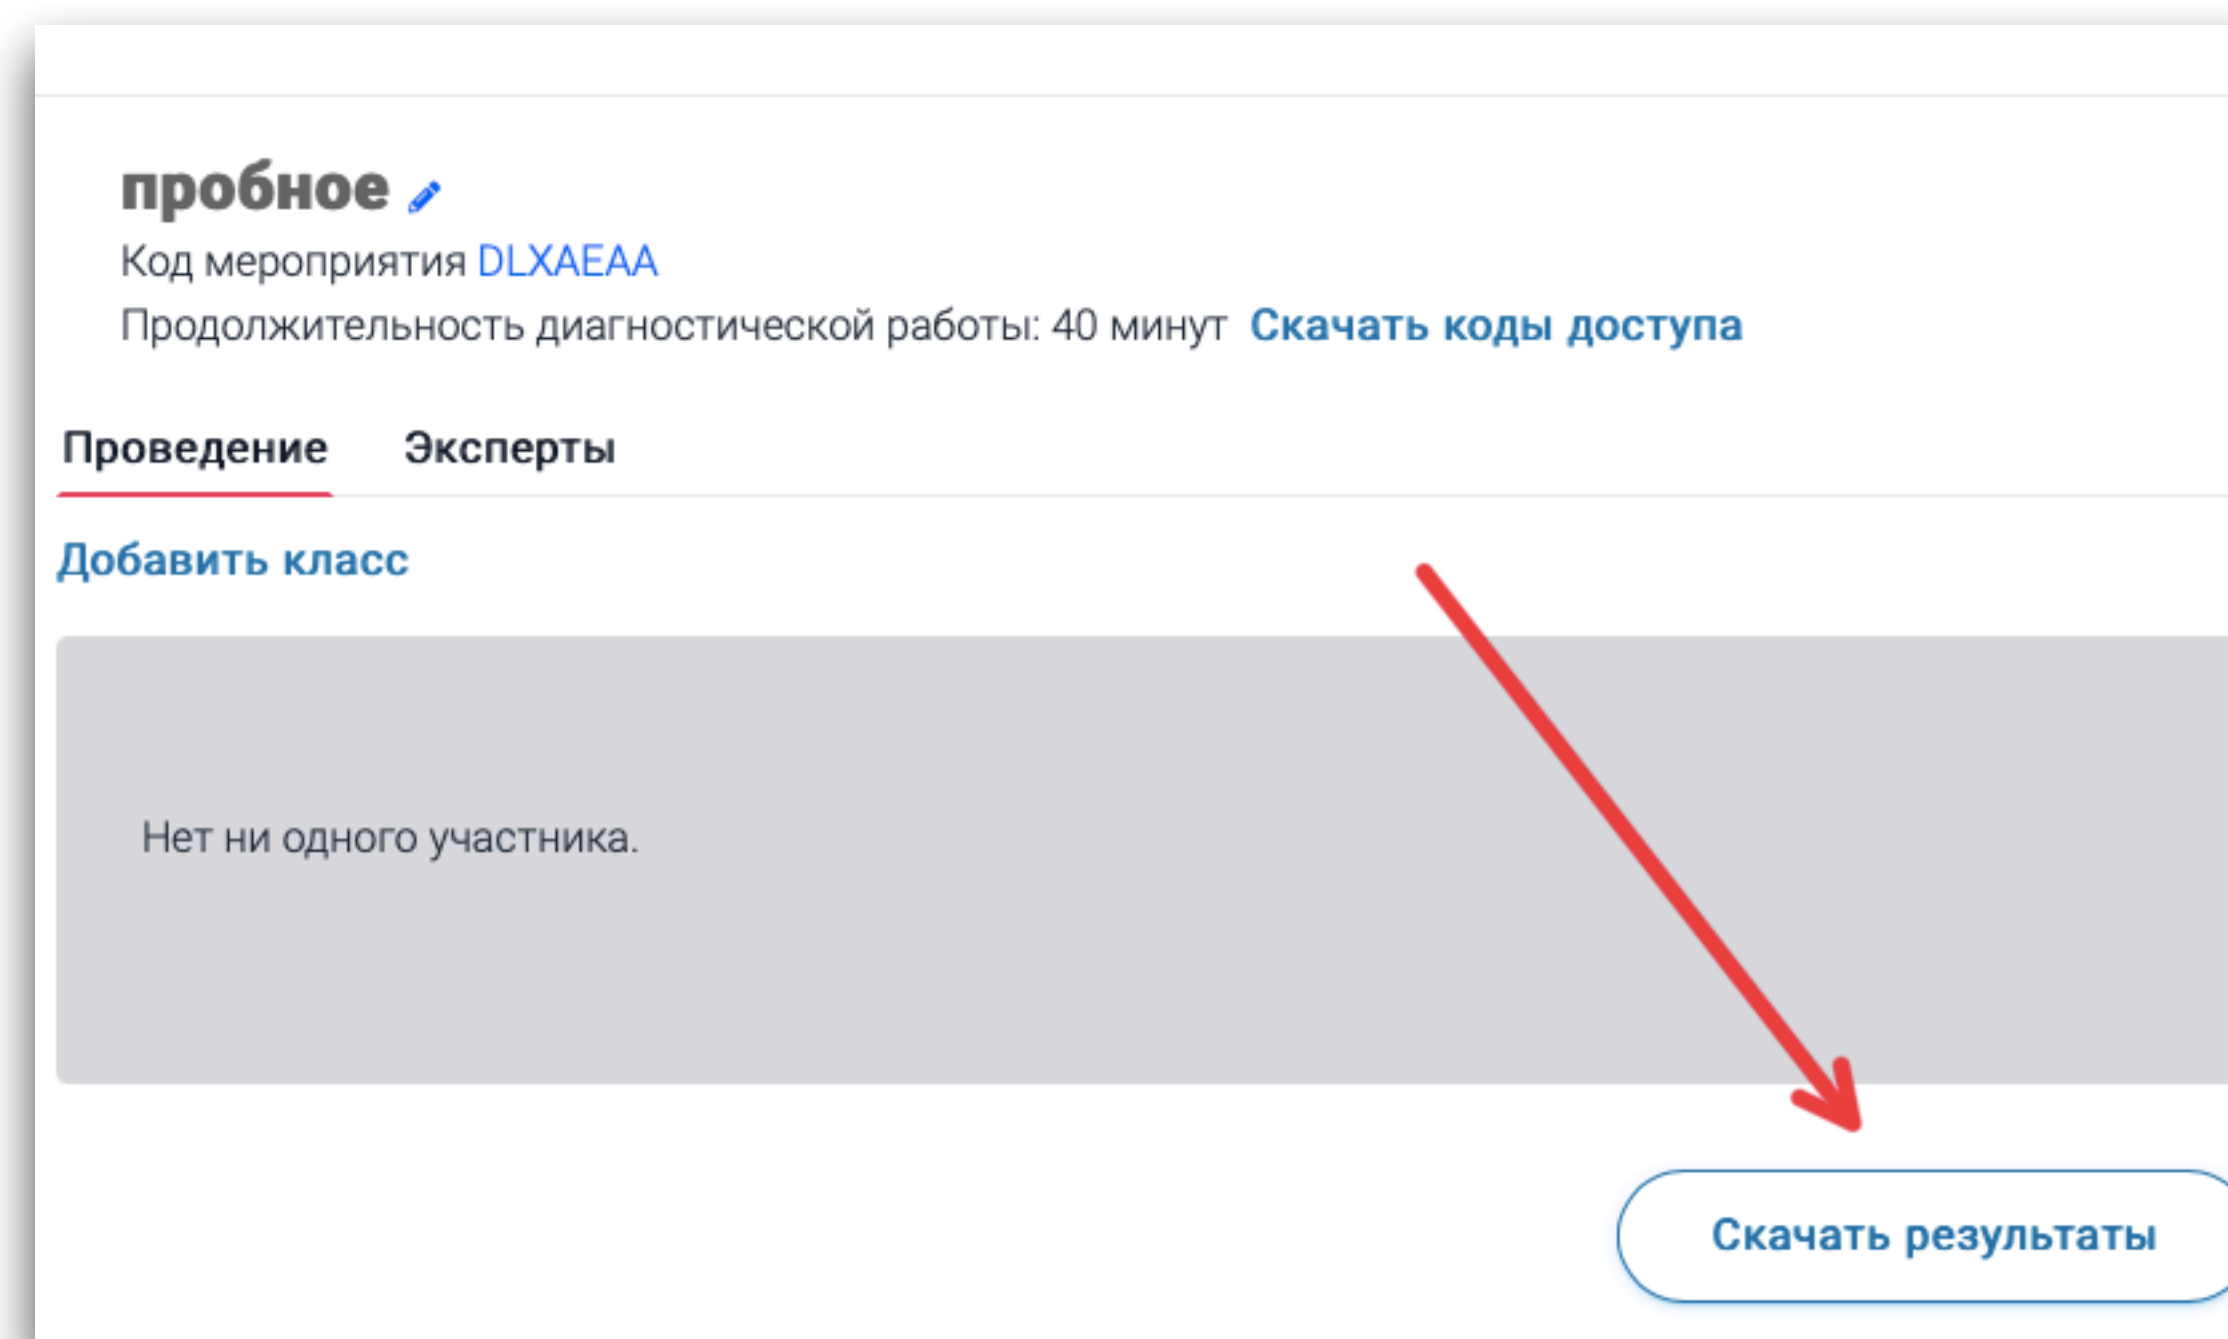 пробное
Код мероприятия DLXAEAA
Продолжительность диагностической работы: 40 минут Скачать коды доступа
Проведение Эксперты
Добавить класс
Нет ни одного участника.
Скачать результаты